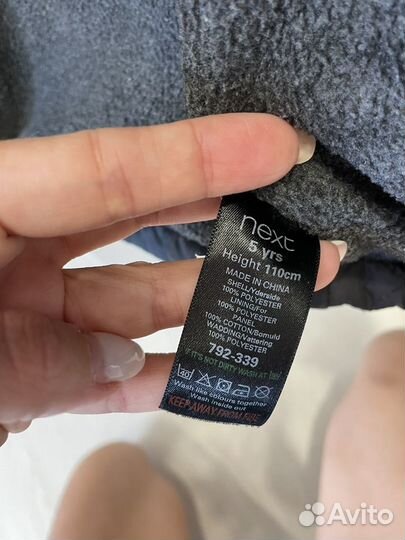 next
5 yrs
Height 110cm
MADE IN CHINA
SHELL/Yderside
100% POLYESTER
LINING/For
100% POLYESTER
PANEL
100% COTTON/Bomuld
WADDING/Vattering
100% POLYESTER
792-339
IF IT'S NOT DIRTY WASH AT
40
Wash like colours together
Wash inside out
KEEP AWAY FROM FIRE
Avito